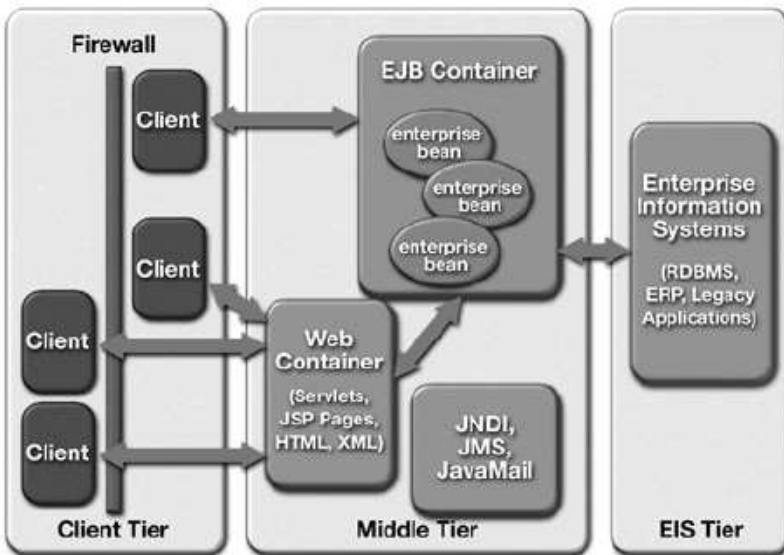 Firewall
Client
Client
Client
Client
Client Tier
EJB Container
enterprise
bean
enterprise
bean
enterprise
bean
Web
Container
(Servlets,
JSP Pages,
HTML, XML)
JNDI,
JMS,
JavaMail
Middle Tier
Enterprise
Information
Systems
(RDBMS,
ERP, Legacy
Applications)
EIS Tier